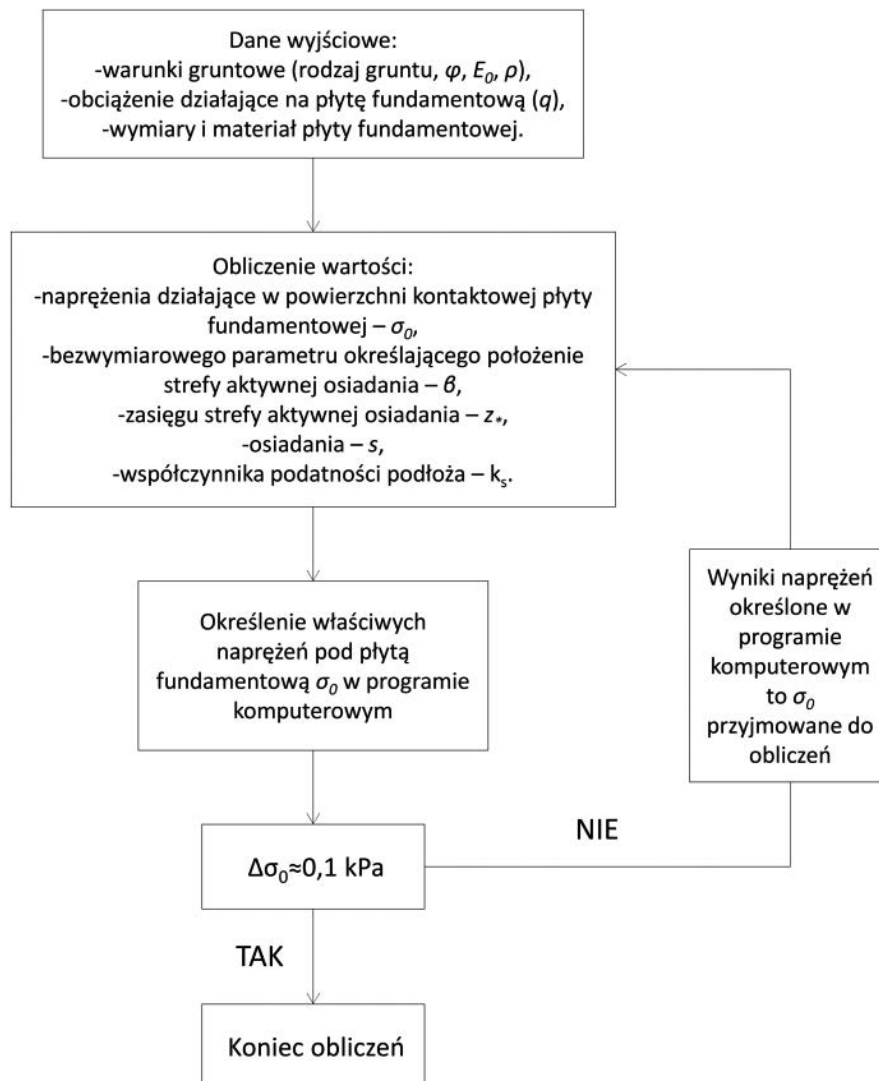 Dane wyjściowe:
-warunki gruntowe (rodzaj gruntu, φ, E₀, ρ),
-obciążenie działające na płytę fundamentową (q),
-wymiary i materiał płyty fundamentowej.
Obliczenie wartości:
-naprężenia działające w powierzchni kontaktowej płyty
fundamentowej – σ₀,
-bezwymiarowego parametru określającego położenie
strefy aktywnej osiadania – β,
-zasięgu strefy aktywnej osiadania – z*,
-osiadania – s,
-współczynnika podatności podłoża – kₛ.
Określenie właściwych
naprężeń pod płytą
fundamentową σ₀ w programie
komputerowym
Wyniki naprężeń
określone w
programie
komputerowym
to σ₀
przyjmowane do
obliczeń
Δσ₀≈0,1 kPa
NIE
TAK
Koniec obliczeń